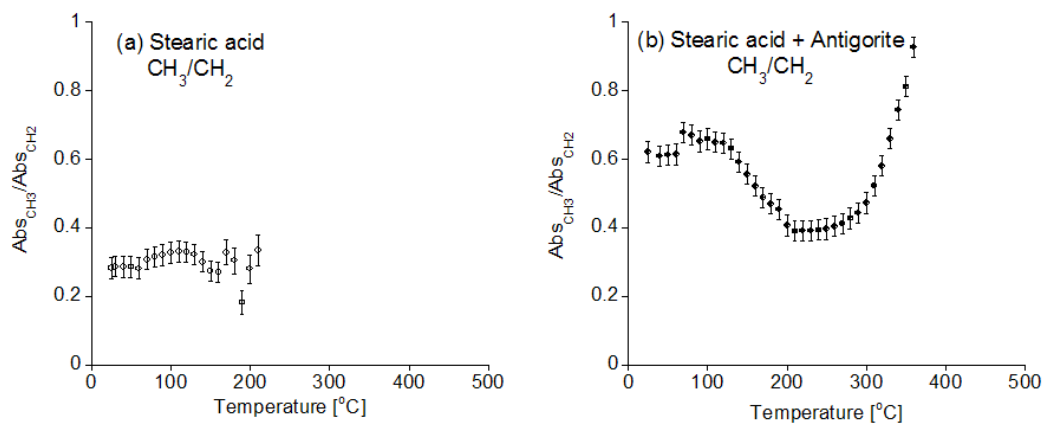 (a) Stearic acid
CH3/CH2
1
0.8
0.6
0.4
0.2
0
AbsCH3/AbsCH2
0 100 200 300 400 500
Temperature [°C]
(b) Stearic acid + Antigorite
CH3/CH2
1
0.8
0.6
0.4
0.2
0
AbsCH3/AbsCH2
0 100 200 300 400 500
Temperature [°C]